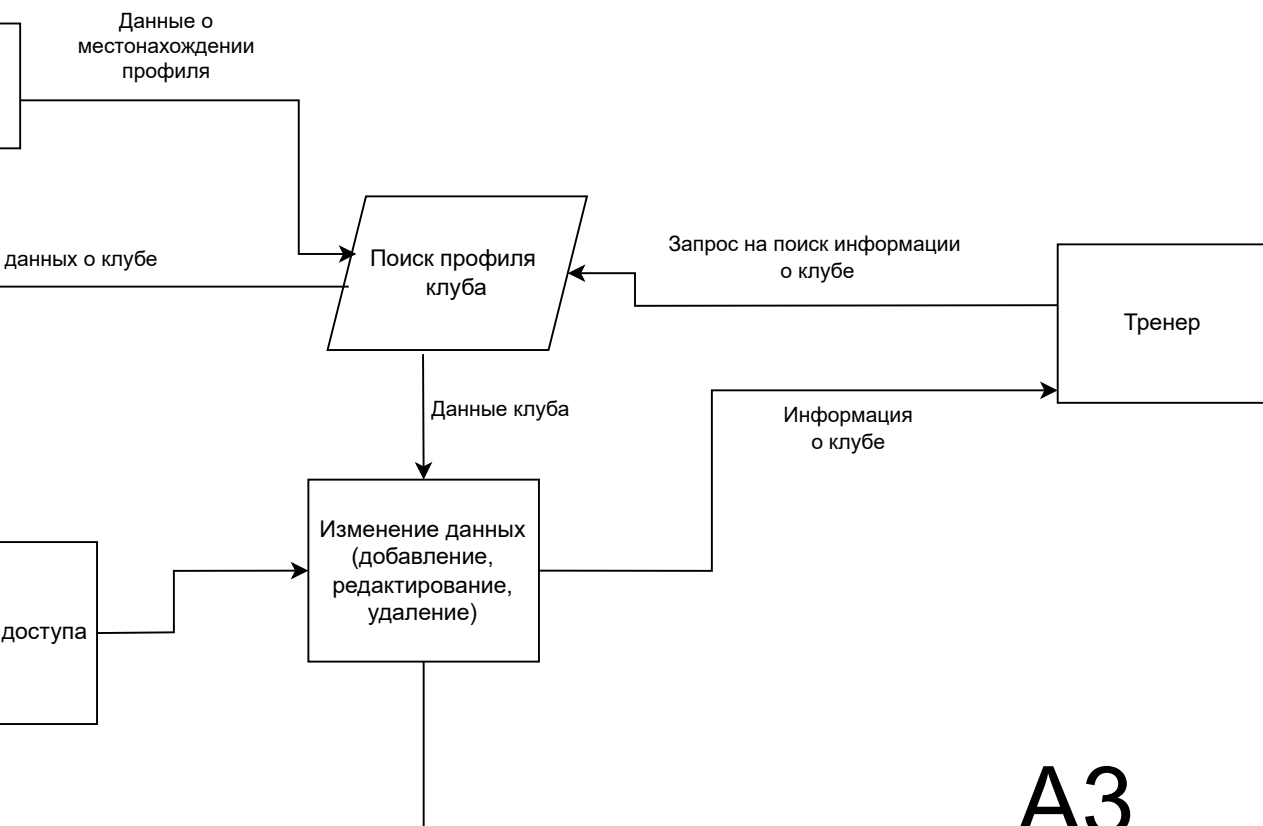 Данные о
местонахождении
профиля
данных о клубе
Поиск профиля
клуба
Запрос на поиск информации
о клубе
Тренер
Данные клуба
Информация
о клубе
Изменение данных
(добавление,
редактирование,
удаление)
доступа
А3